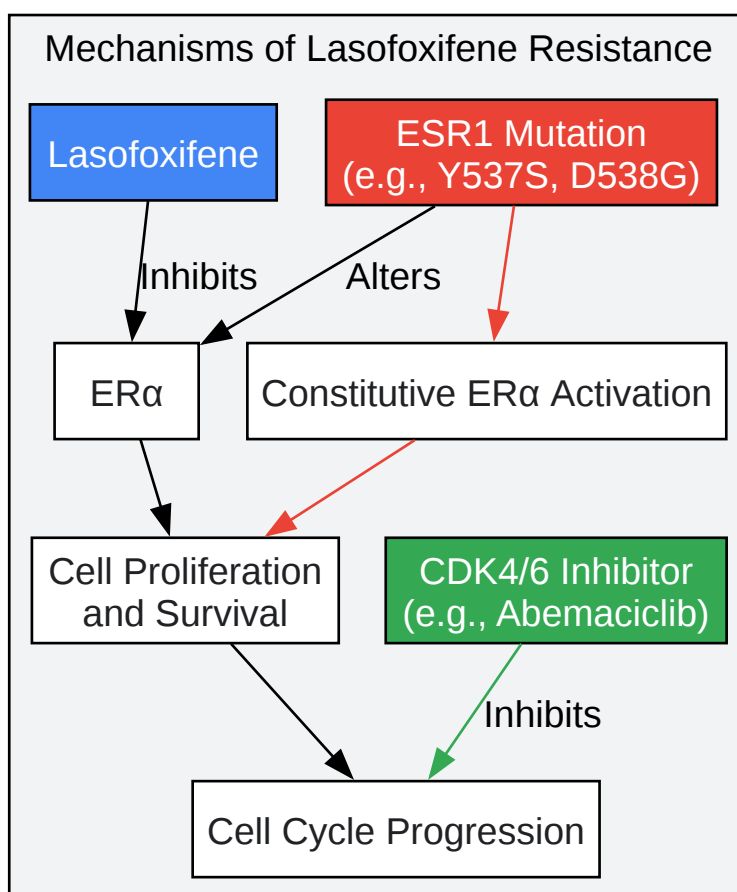 Mechanisms of Lasofoxifene Resistance
Lasofoxifene
ESR1 Mutation
(e.g., Y537S, D538G)
Inhibits
Alters
ERα
Constitutive ERα Activation
Cell Proliferation
and Survival
CDK4/6 Inhibitor
(e.g., Abemaciclib)
Inhibits
Cell Cycle Progression